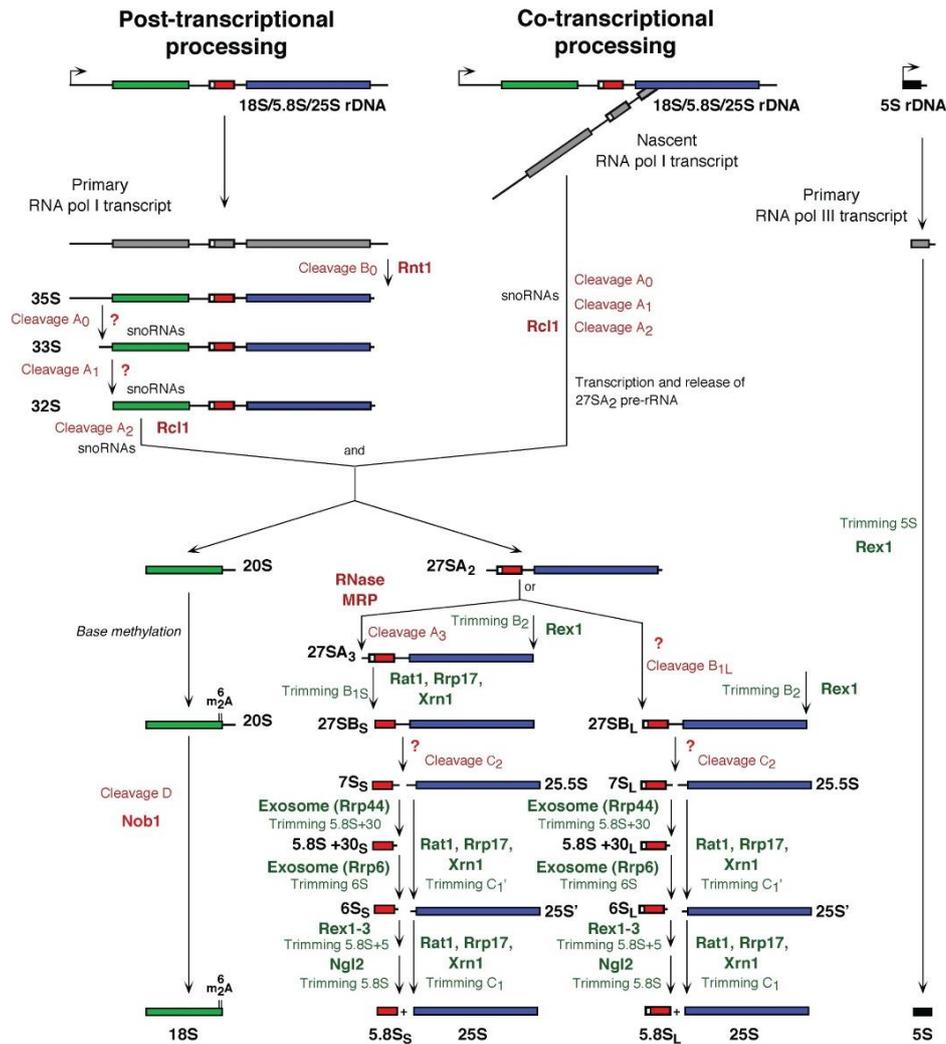 Post-transcriptional
processing
Co-transcriptional
processing
18S/5.8S/25S rDNA
18S/5.8S/25S rDNA
5S rDNA
Nascent
RNA pol I transcript
Primary
RNA pol I transcript
Primary
RNA pol III transcript
Cleavage B0 Rnt1
35S
Cleavage A0 ?
snoRNAs
33S
Cleavage A1 ?
snoRNAs
32S
Cleavage A2 Rcl1
snoRNAs
Cleavage A0
snoRNAs
Cleavage A1
Rcl1 Cleavage A2
Transcription and release of
27SA2 pre-rRNA
and
Trimming 5S
Rex1
20S
27SA2
or
RNase
MRP
Base methylation
Cleavage A3
Trimming B2 Rex1
?
Cleavage B1L
27SA3
Trimming B1S
Rat1, Rrp17,
Xrn1
Trimming B2 Rex1
6
m2A
20S
27SBS
27SBL
?
Cleavage C2
?
Cleavage C2
7SS
25.5S
7SL
25.5S
Cleavage D
Nob1
Exosome (Rrp44)
Trimming 5.8S+30
5.8S +30S
Exosome (Rrp6)
Trimming 6S
Rat1, Rrp17,
Xrn1
Trimming C1'
Exosome (Rrp44)
Trimming 5.8S+30
5.8S +30L
Exosome (Rrp6)
Trimming 6S
Rat1, Rrp17,
Xrn1
Trimming C1'
6SS
25S'
6SL
25S'
Rex1-3
Trimming 5.8S+5
Ngl2
Trimming 5.8S
Rat1, Rrp17,
Xrn1
Trimming C1
Rex1-3
Trimming 5.8S+5
Ngl2
Trimming 5.8S
Rat1, Rrp17,
Xrn1
Trimming C1
6
m2A
+
+
18S
5.8SS
25S
5.8SL
25S
5S